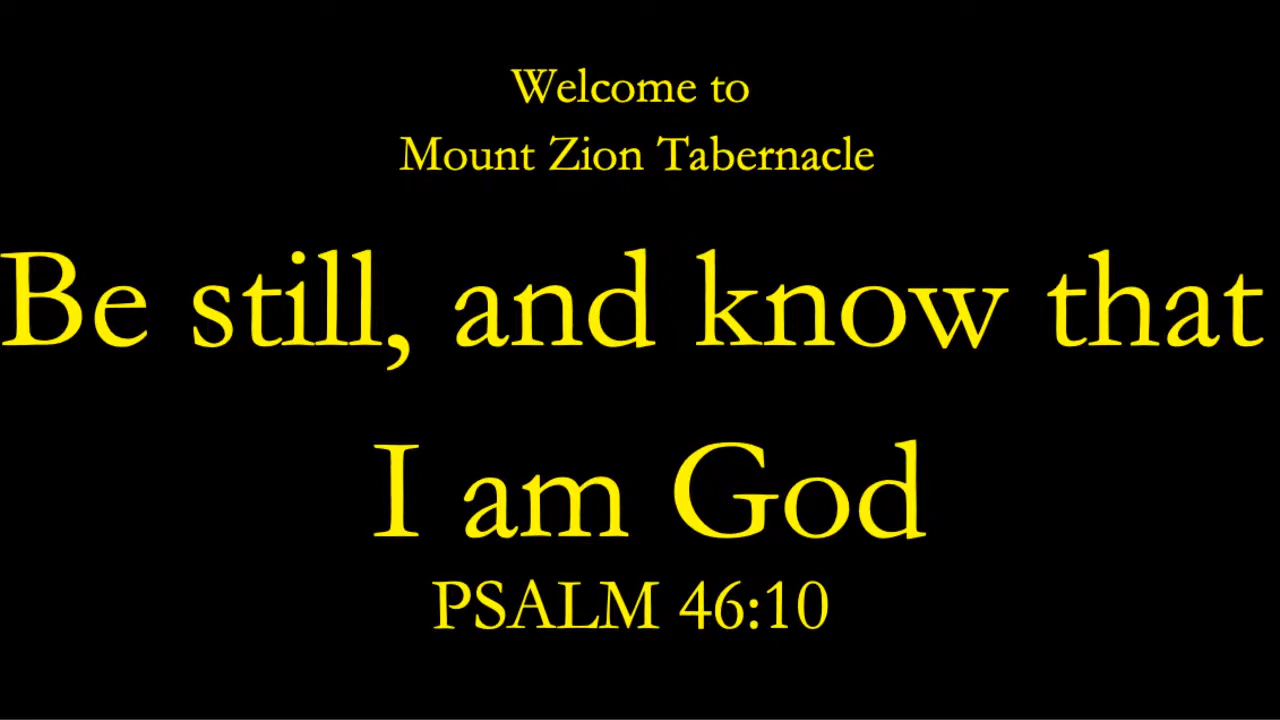 Welcome to
Mount Zion Tabernacle
Be still, and know that
I am God
PSALM 46:10